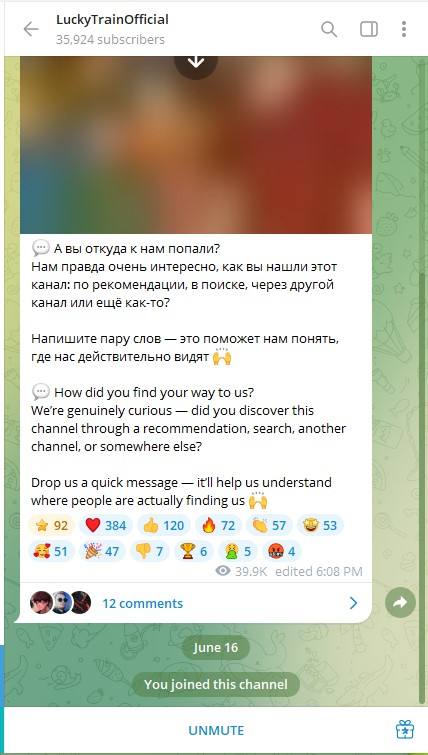 LuckyTrainOfficial
35,924 subscribers
💬 А вы откуда к нам попали?
Нам правда очень интересно, как вы нашли этот
канал: по рекомендации, в поиске, через другой
канал или ещё как-то?
Напишите пару слов — это поможет нам понять,
где нас действительно видят 🙌
💬 How did you find your way to us?
We're genuinely curious — did you discover this
channel through a recommendation, search, another
channel, or somewhere else?
Drop us a quick message — it'll help us understand
where people are actually finding us 🙌
⭐ 92 ❤️ 384 👍 120 🔥 72 👏 57 🤩 53
🥰 51 🎉 47 👎 7 🏆 6 🤮 5 🤬 4
39.9K edited 6:08 PM
12 comments
June 16
You joined this channel
UNMUTE